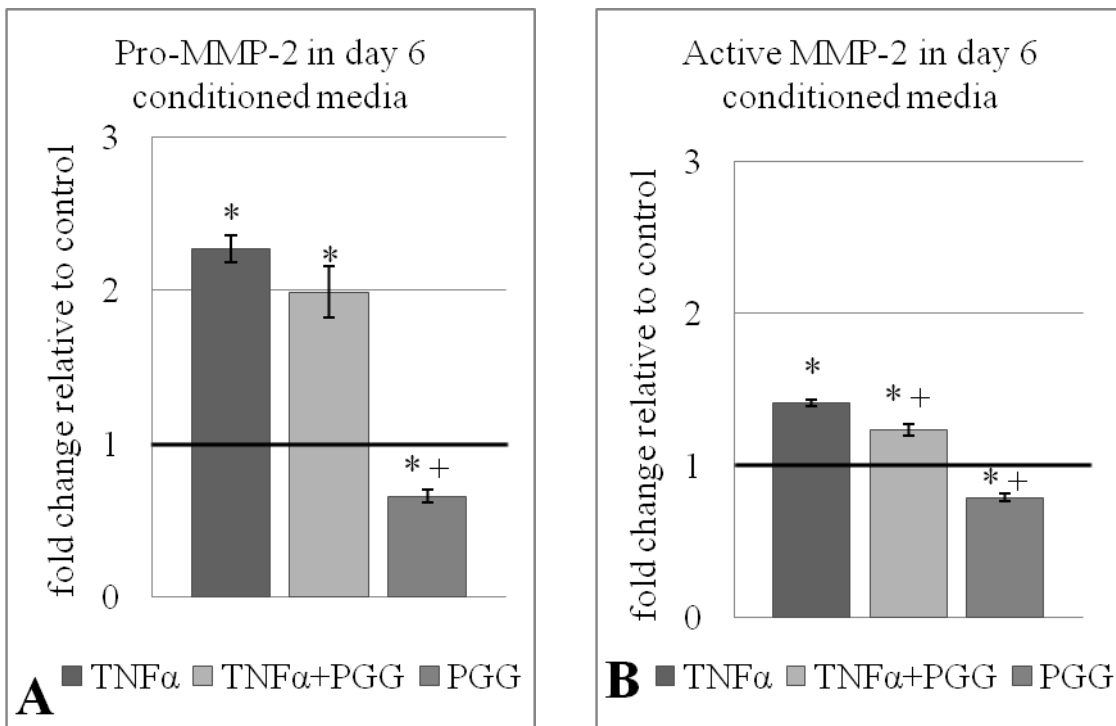 Pro-MMP-2 in day 6
conditioned media
fold change relative to control
3
2
1
0
*
*
* +
TNFα TNFα+PGG PGG
A
Active MMP-2 in day 6
conditioned media
fold change relative to control
3
2
1
0
*
* +
* +
TNFα TNFα+PGG PGG
B